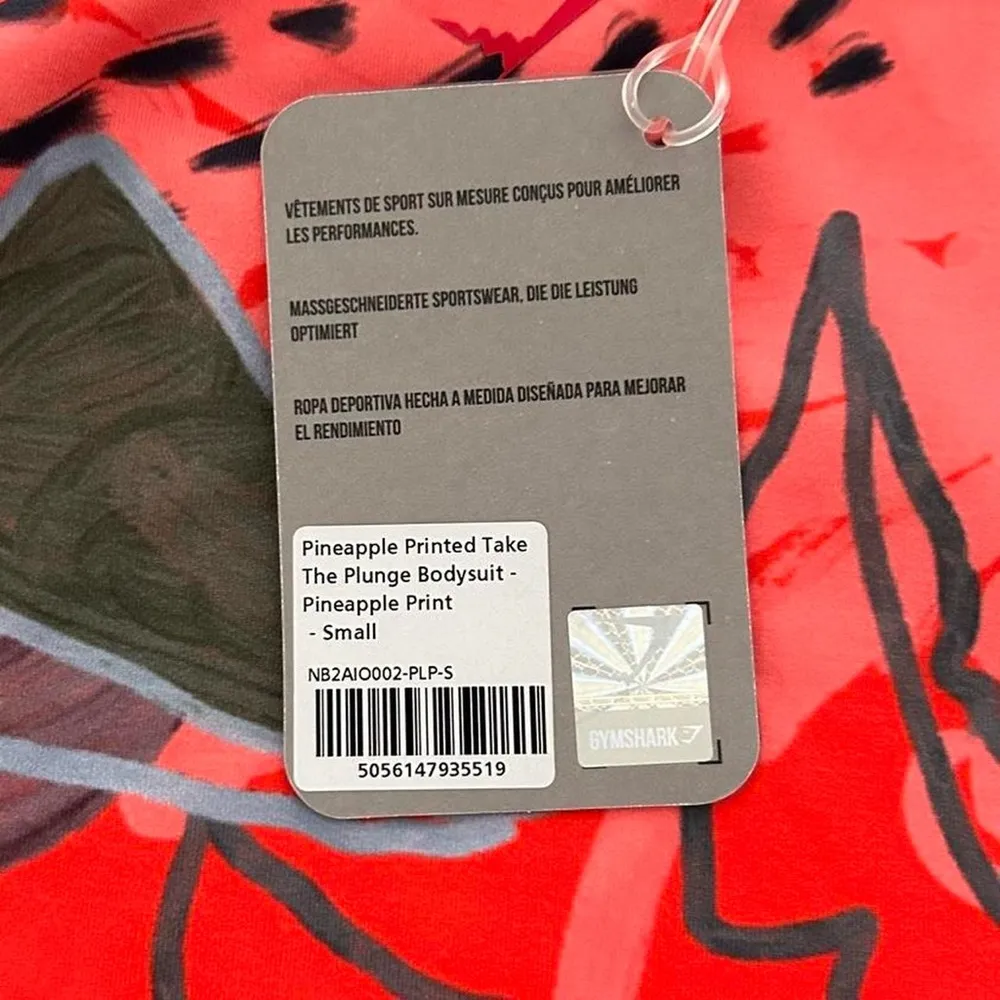 VÊTEMENTS DE SPORT SUR MESURE CONÇUS POUR AMÉLIORER
LES PERFORMANCES.
MASSGESCHNEIDERTE SPORTSWEAR, DIE DIE LEISTUNG
OPTIMIERT
ROPA DEPORTIVA HECHA A MEDIDA DISEÑADA PARA MEJORAR
EL RENDIMIENTO
Pineapple Printed Take
The Plunge Bodysuit -
Pineapple Print
- Small
NB2AIO002-PLP-S
5056147935519
GYMSHARK